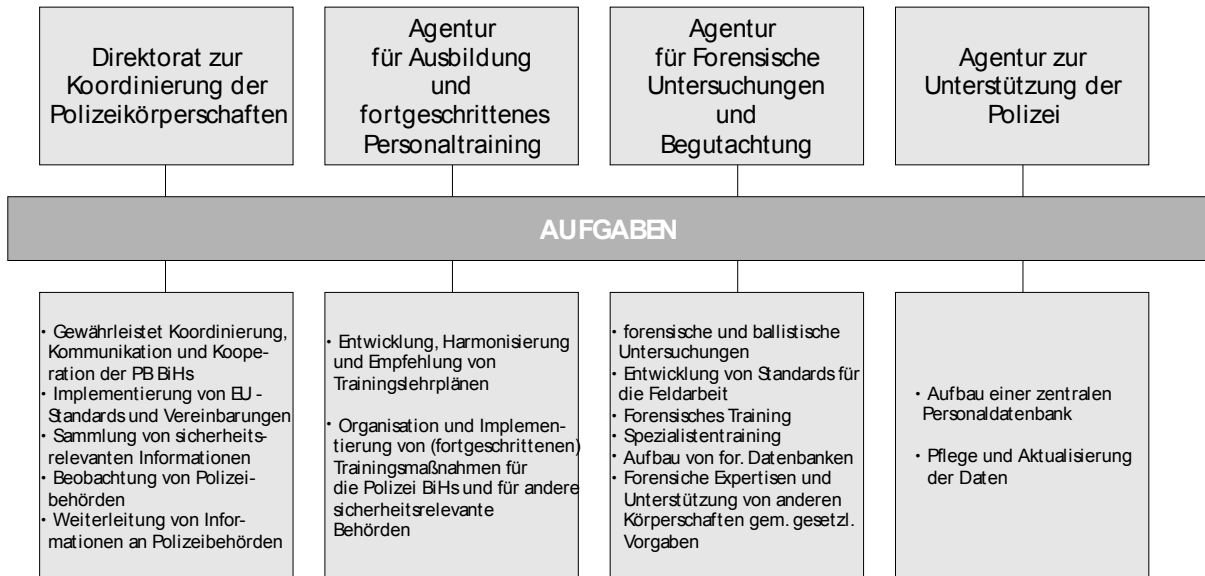 Direktorat zur
Koordinierung der
Polizeikörperschaften
Agentur
für Ausbildung
und
fortgeschrittenes
Personaltraining
Agentur
für Forensische
Untersuchungen
und
Begutachtung
Agentur zur
Unterstützung der
Polizei
AUFGABEN
· Gewährleistet Koordinierung,
Kommunikation und Koope-
ration der PB BiHs
· Implementierung von EU -
Standards und Vereinbarungen
· Sammlung von sicherheits-
relevanten Informationen
· Beobachtung von Polizei-
behörden
· Weiterleitung von Infor-
mationen an Polizeibehörden
· Entwicklung, Harmonisierung
und Empfehlung von
Trainingslehrplänen
· Organisation und Implemen-
tierung von (fortgeschrittenen)
Trainingsmaßnahmen für
die Polizei BiHs und für andere
sicherheitsrelevante
Behörden
· forensische und ballistische
Untersuchungen
· Entwicklung von Standards für
die Feldarbeit
· Forensisches Training
· Spezialistentraining
· Aufbau von for. Datenbanken
· Forensiche Expertisen und
Unterstützung von anderen
Körperschaften gem. gesetzl.
Vorgaben
· Aufbau einer zentralen
Personaldatenbank
· Pflege und Aktualisierung
der Daten